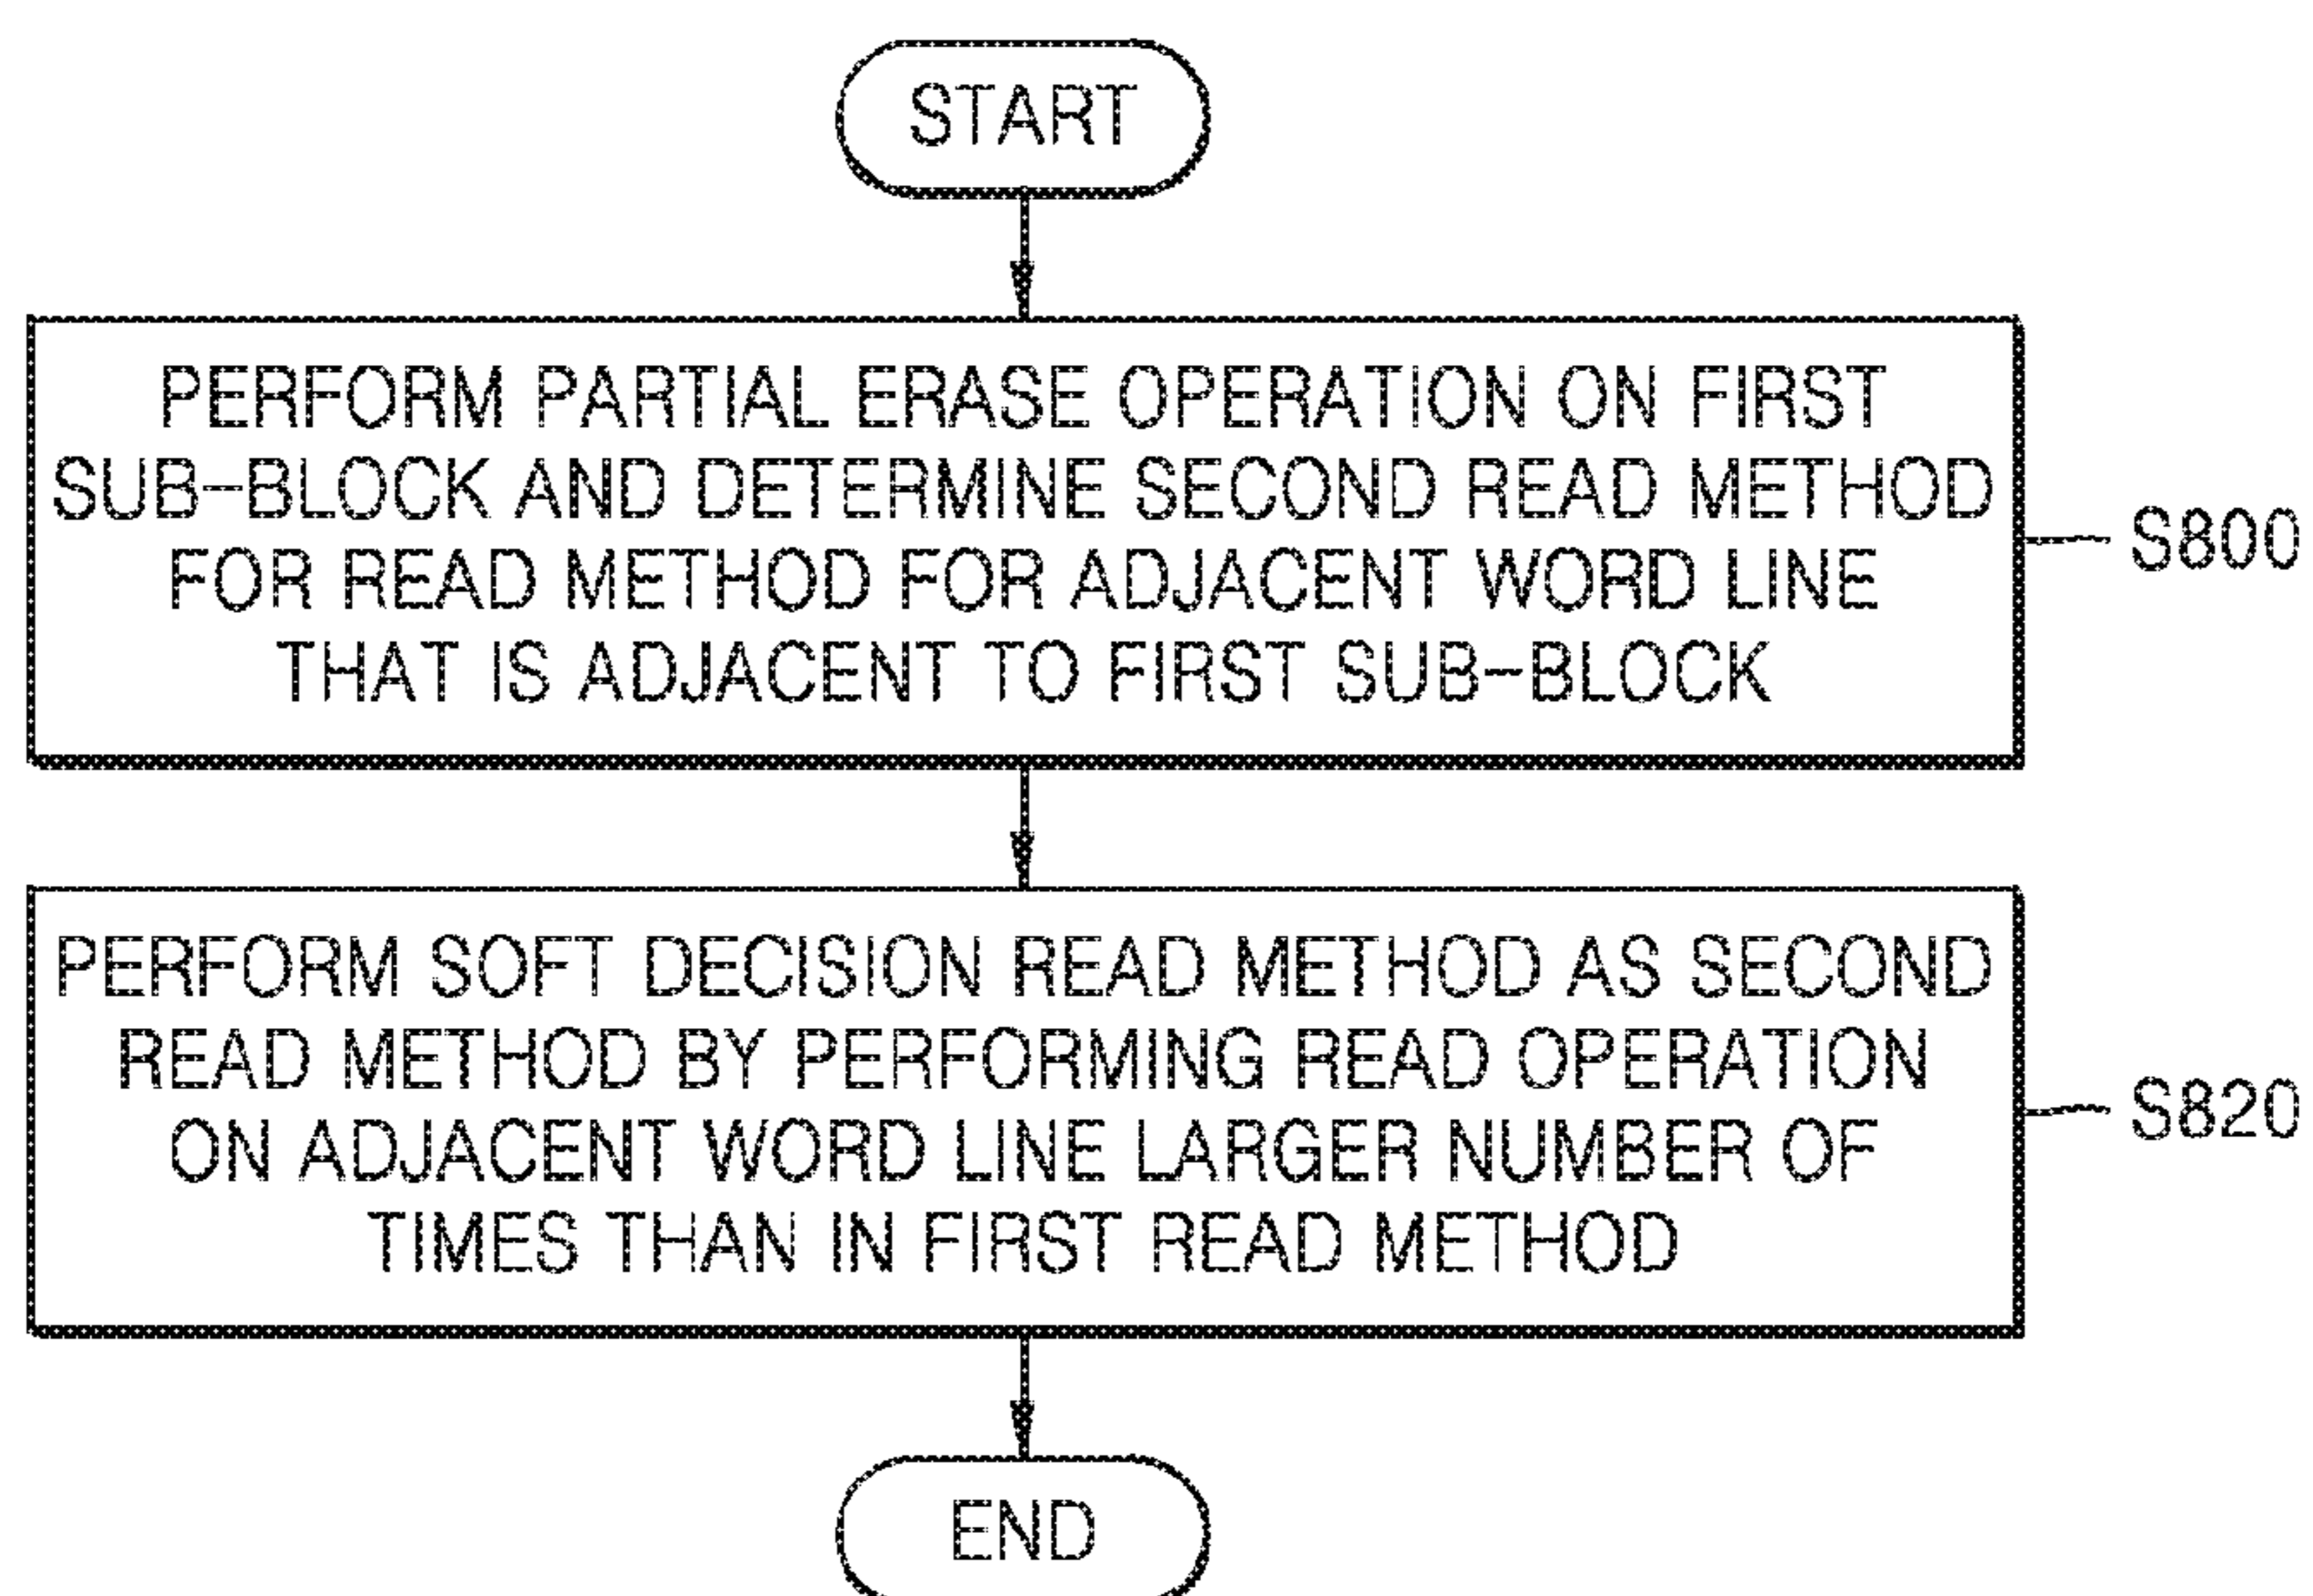 START
PERFORM PARTIAL ERASE OPERATION ON FIRST
SUB-BLOCK AND DETERMINE SECOND READ METHOD
FOR READ METHOD FOR ADJACENT WORD LINE
THAT IS ADJACENT TO FIRST SUB-BLOCK
S800
PERFORM SOFT DECISION READ METHOD AS SECOND
READ METHOD BY PERFORMING READ OPERATION
ON ADJACENT WORD LINE LARGER NUMBER OF
TIMES THAN IN FIRST READ METHOD
S820
END